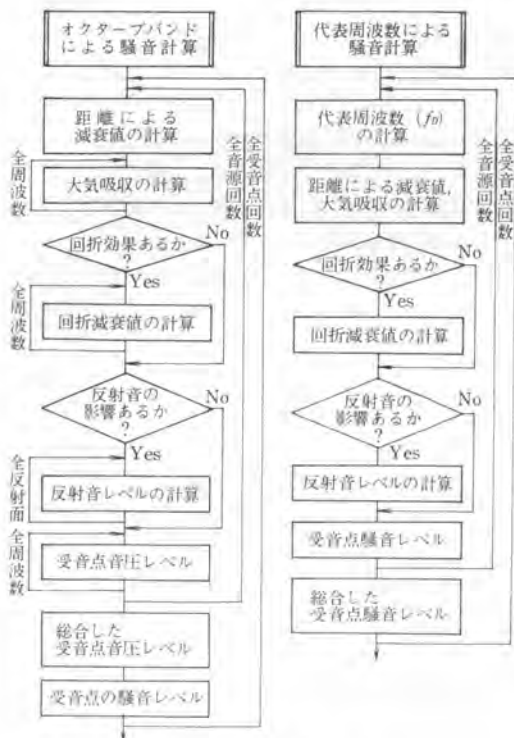 オクターブバンド
による騒音計算
距離による
減衰値の計算
全周波数
大気吸収の計算
全音源回数
全受音点回数
回折効果あるか
?
No
Yes
全周波数
回折減衰値の計算
反射音の
影響あるか
?
No
Yes
全反射面
反射音レベルの計算
全周波数
受音点音圧レベル
総合した
受音点音圧レベル
受音点の騒音レベル
代表周波数による
騒音計算
代表周波数 (f₀)
の計算
全音源回数
全受音点回数
距離による減衰値,
大気吸収の計算
回折効果あるか
?
No
Yes
回折減衰値の計算
反射音の
影響あるか
?
No
Yes
反射音レベルの計算
受音点騒音レベル
総合した
受音点騒音レベル